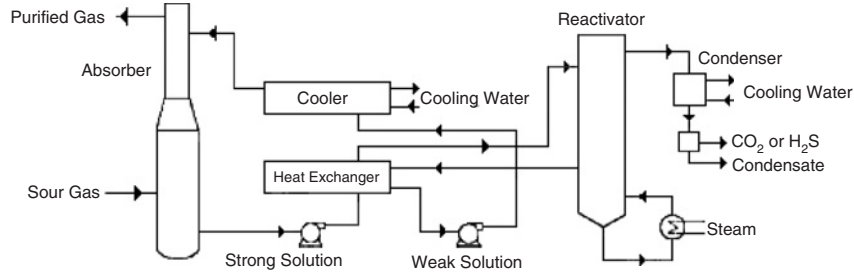 Purified Gas
Reactivator
Absorber
Condenser
Cooler
Cooling Water
Cooling Water
CO₂ or H₂S
Condensate
Heat Exchanger
Sour Gas
Steam
Strong Solution
Weak Solution